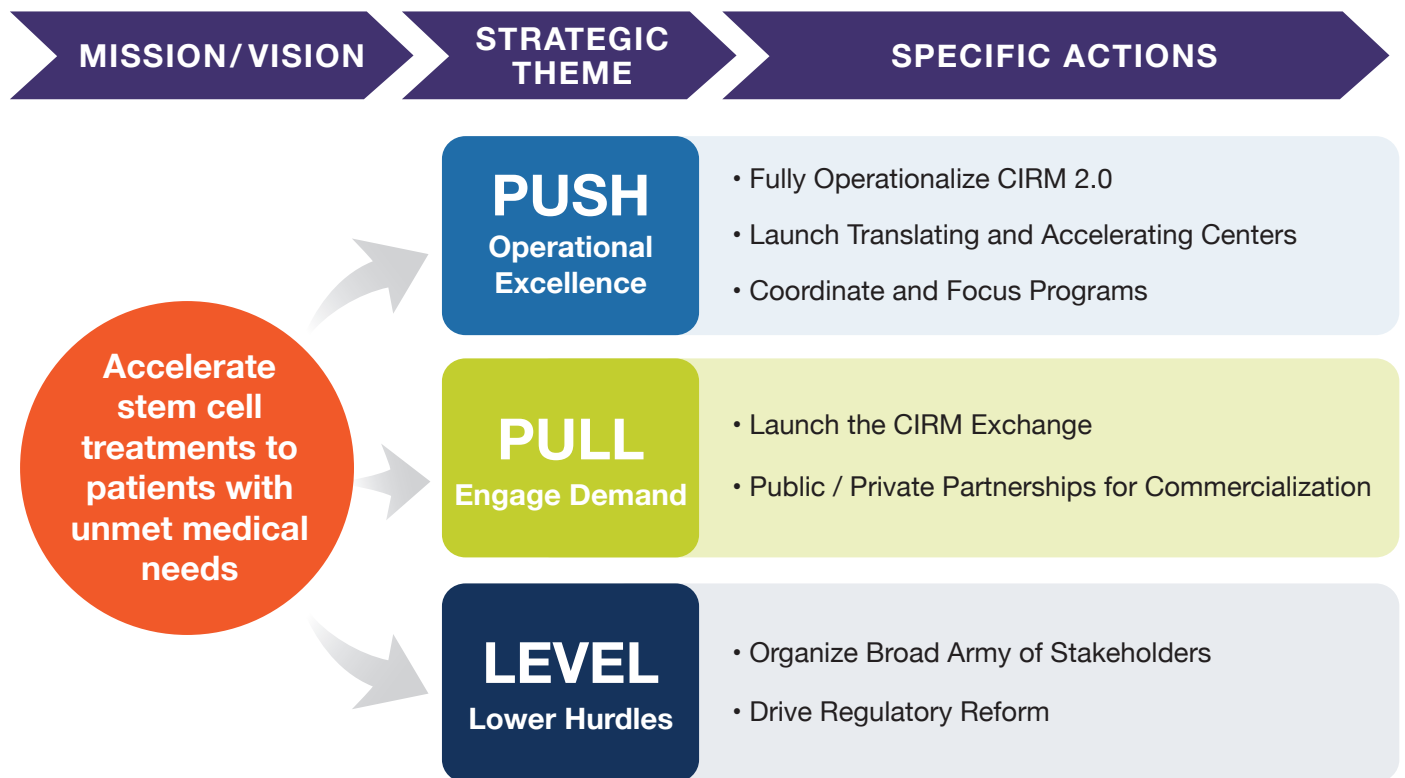 MISSION/VISION
STRATEGIC
THEME
SPECIFIC ACTIONS
Accelerate
stem cell
treatments to
patients with
unmet medical
needs
PUSH
Operational
Excellence
• Fully Operationalize CIRM 2.0
• Launch Translating and Accelerating Centers
• Coordinate and Focus Programs
PULL
Engage Demand
• Launch the CIRM Exchange
• Public / Private Partnerships for Commercialization
LEVEL
Lower Hurdles
• Organize Broad Army of Stakeholders
• Drive Regulatory Reform